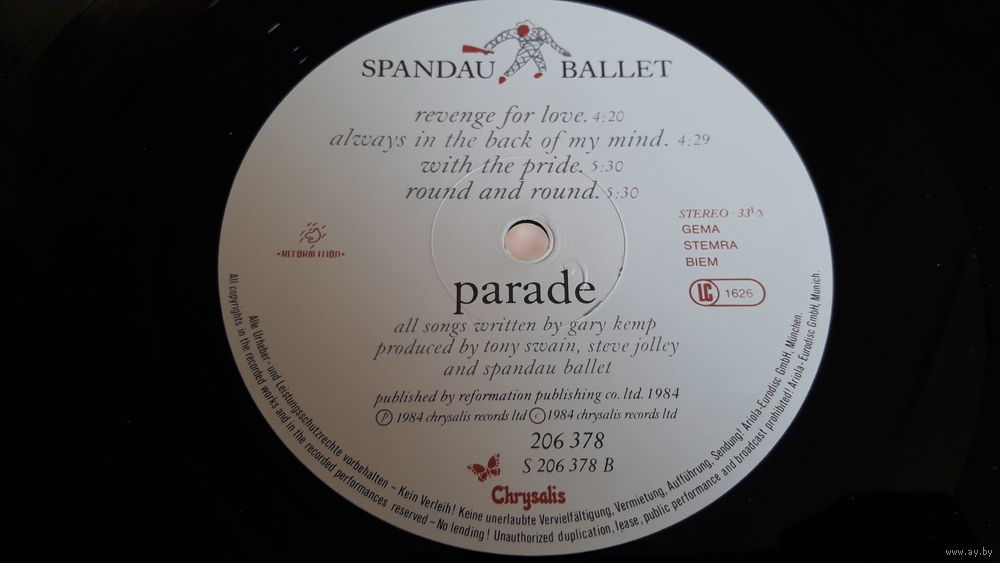 SPANDAU BALLET
revenge for love. 4:20
always in the back of my mind. 4:29
with the pride. 5:30
round and round. 5:30
STEREO · 33⅓
GEMA
STEMRA
BIEM
LC 1626
•REFORMATION•
parade
all songs written by gary kemp
produced by tony swain, steve jolley
and spandau ballet
published by reformation publishing co. ltd. 1984
℗ 1984 chrysalis records ltd © 1984 chrysalis records ltd
206 378
S 206 378 B
Chrysalis
Alle Urheber- und Leistungsschutzrechte vorbehalten – Kein Verleih! Keine unerlaubte Vervielfältigung, Vermietung, Aufführung, Sendung! Ariola-Eurodisc GmbH, München.
All copyrights in the recorded works and in the recorded performances reserved – No lending! Unauthorized duplication, lease, public performance and broadcast prohibited! Ariola-Eurodisc GmbH, Munich.
www.ay.by